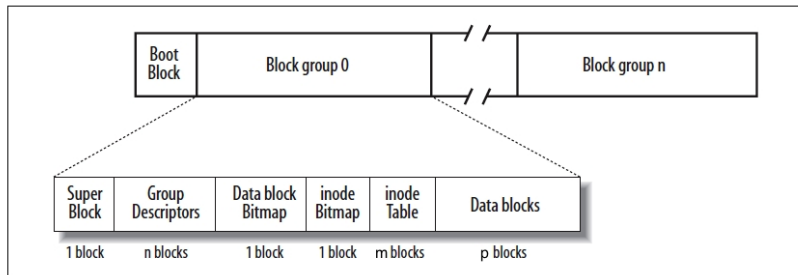 Boot
Block
Block group 0
Block group n
Super
Block
Group
Descriptors
Data block
Bitmap
inode
Bitmap
inode
Table
Data blocks
1 block
n blocks
1 block
1 block
m blocks
p blocks